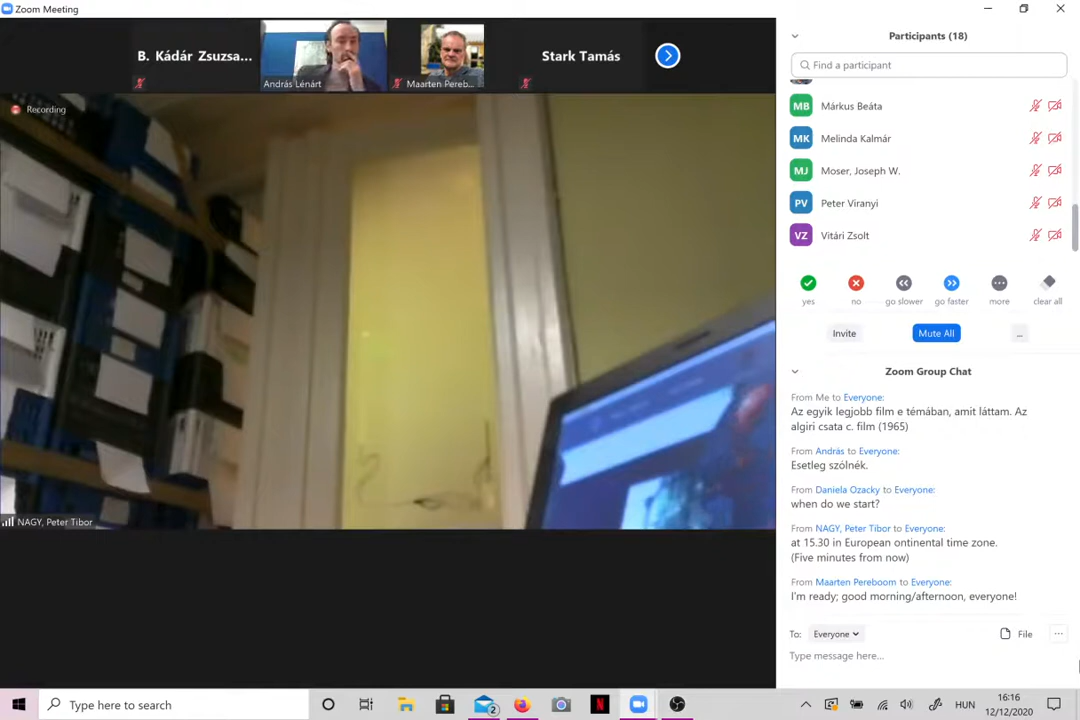 Zoom Meeting
B. Kádár Zsuzsa...
András Lénárt
Maarten Pereb...
Stark Tamás
Recording
NAGY, Peter Tibor
Participants (18)
Find a participant
MB Márkus Beáta
MK Melinda Kalmár
MJ Moser, Joseph W.
PV Peter Viranyi
VZ Vitári Zsolt
yes no go slower go faster more clear all
Invite Mute All ...
Zoom Group Chat
From Me to Everyone:
Az egyik legjobb film e témában, amit láttam. Az
algiri csata c. film (1965)
From András to Everyone:
Esetleg szólnék.
From Daniela Ozacky to Everyone:
when do we start?
From NAGY, Peter Tibor to Everyone:
at 15.30 in European ontinental time zone.
(Five minutes from now)
From Maarten Pereboom to Everyone:
I'm ready; good morning/afternoon, everyone!
To: Everyone File ...
Type message here...
Type here to search
2
N
HUN
16:16
12/12/2020